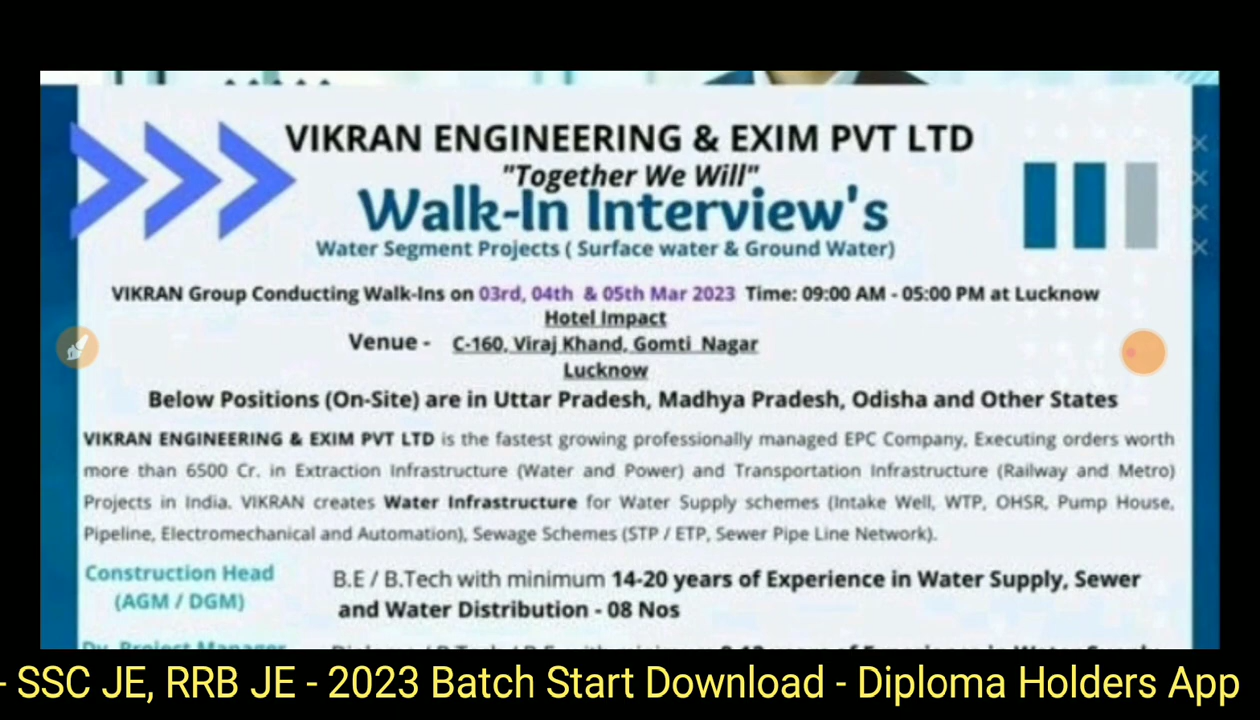 VIKRAN ENGINEERING & EXIM PVT LTD
"Together We Will"
Walk-In Interview's
Water Segment Projects ( Surface water & Ground Water)
VIKRAN Group Conducting Walk-Ins on 03rd, 04th & 05th Mar 2023 Time: 09:00 AM - 05:00 PM at Lucknow
Hotel Impact
Venue - C-160, Viraj Khand, Gomti Nagar
Lucknow
Below Positions (On-Site) are in Uttar Pradesh, Madhya Pradesh, Odisha and Other States
VIKRAN ENGINEERING & EXIM PVT LTD is the fastest growing professionally managed EPC Company, Executing orders worth
more than 6500 Cr. in Extraction Infrastructure (Water and Power) and Transportation Infrastructure (Railway and Metro)
Projects in India. VIKRAN creates Water Infrastructure for Water Supply schemes (Intake Well, WTP, OHSR, Pump House,
Pipeline, Electromechanical and Automation), Sewage Schemes (STP / ETP, Sewer Pipe Line Network).
Construction Head
(AGM / DGM)
B.E / B.Tech with minimum 14-20 years of Experience in Water Supply, Sewer
and Water Distribution - 08 Nos
Dy. Project Manager
- SSC JE, RRB JE - 2023 Batch Start Download - Diploma Holders App